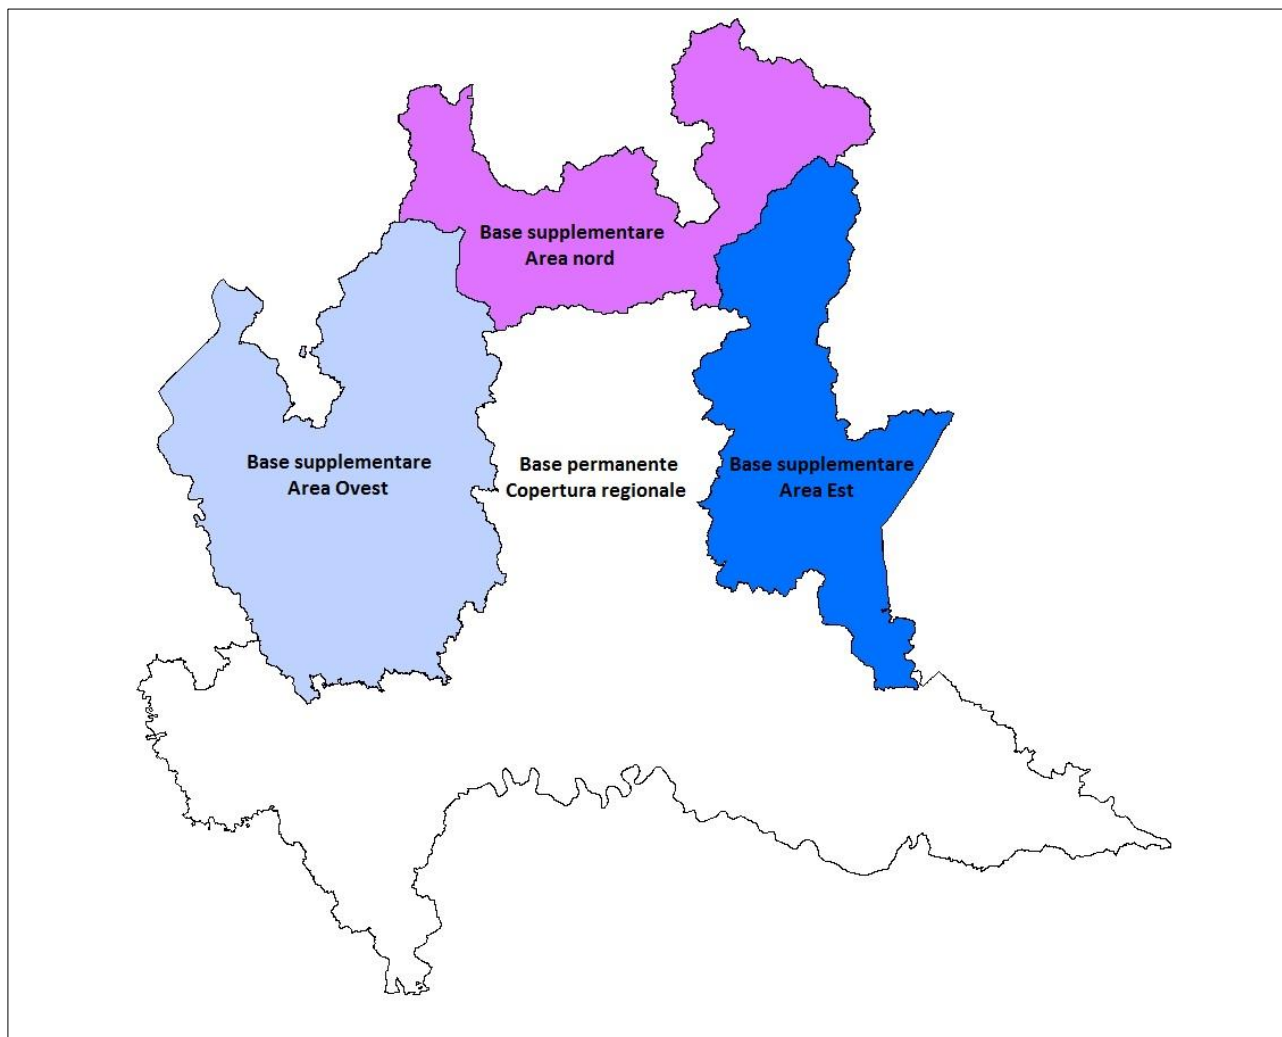 Base supplementare
Area nord
Base supplementare
Area Ovest
Base permanente
Copertura regionale
Base supplementare
Area Est